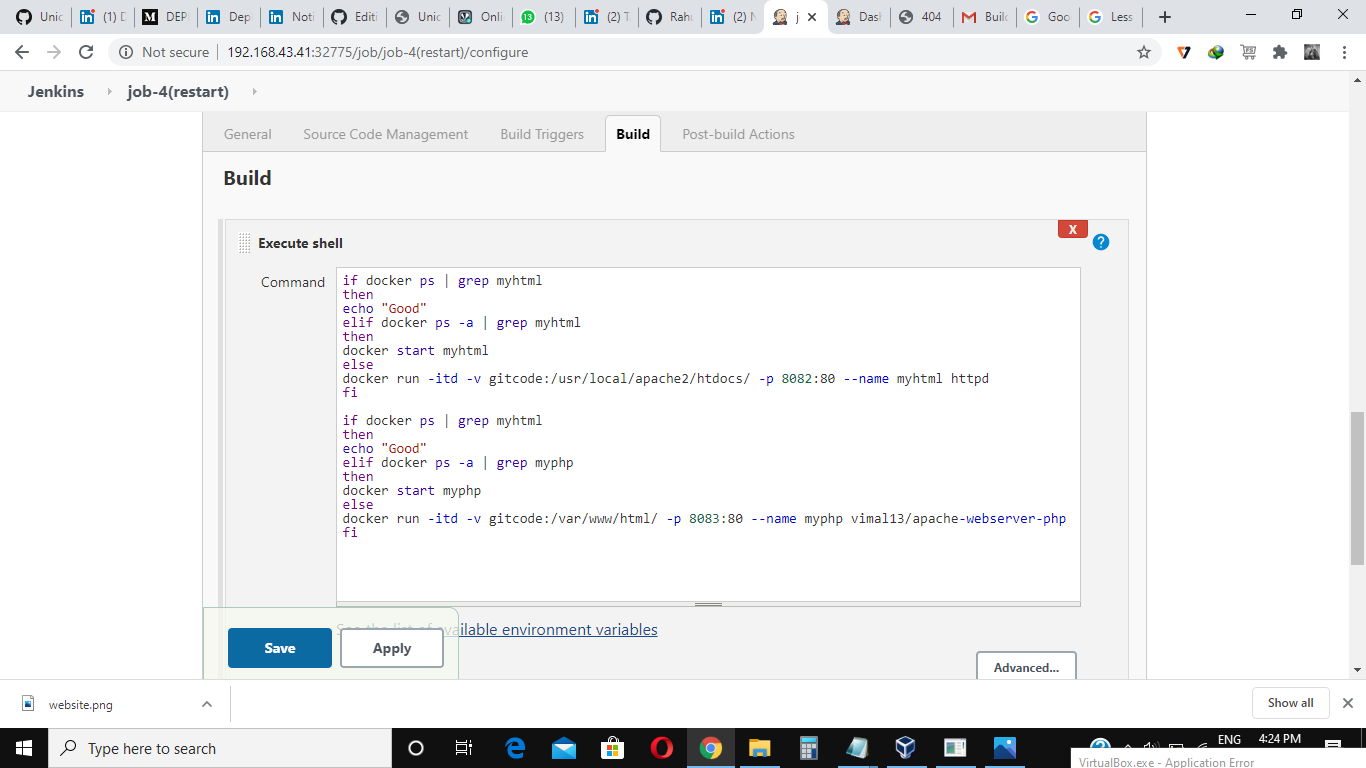 Unic
(1) D
DEP
Dep
Noti
Editi
Unic
Onli
(13)
(2) T
Rahu
(2) N
j
Dash
404
Build
Goo
Less
Not secure
192.168.43.41:32775/job/job-4(restart)/configure
Jenkins
job-4(restart)
General
Source Code Management
Build Triggers
Build
Post-build Actions
Build
X
Execute shell
?
Command
if docker ps | grep myhtml
then
echo "Good"
elif docker ps -a | grep myhtml
then
docker start myhtml
else
docker run -itd -v gitcode:/usr/local/apache2/htdocs/ -p 8082:80 --name myhtml httpd
fi
if docker ps | grep myhtml
then
echo "Good"
elif docker ps -a | grep myphp
then
docker start myphp
else
docker run -itd -v gitcode:/var/www/html/ -p 8083:80 --name myphp vimal13/apache-webserver-php
fi
See the list of available environment variables
Save
Apply
Advanced...
website.png
Show all
Type here to search
ENG
4:24 PM
VirtualBox.exe - Application Error